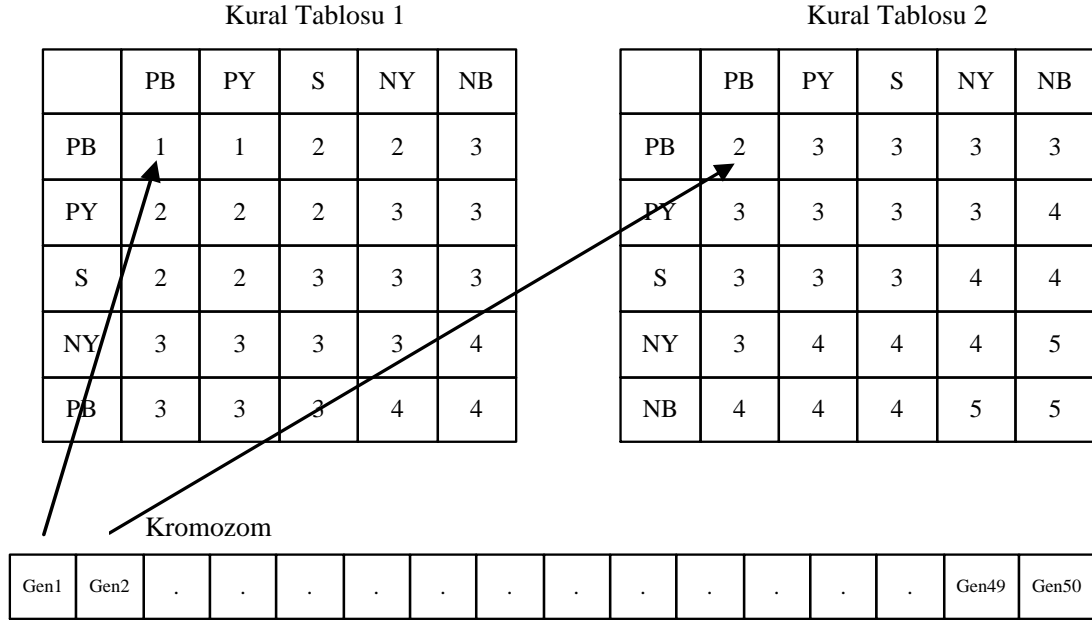 Kural Tablosu 1
PB PY S NY NB
PB 1 1 2 2 3
PY 2 2 2 3 3
S 2 2 3 3 3
NY 3 3 3 3 4
PB 3 3 3 4 4
Kural Tablosu 2
PB PY S NY NB
PB 2 3 3 3 3
PY 3 3 3 3 4
S 3 3 3 4 4
NY 3 4 4 4 5
NB 4 4 4 5 5
Kromozom
Gen1 Gen2 . . . . . . . . . . . . Gen49 Gen50